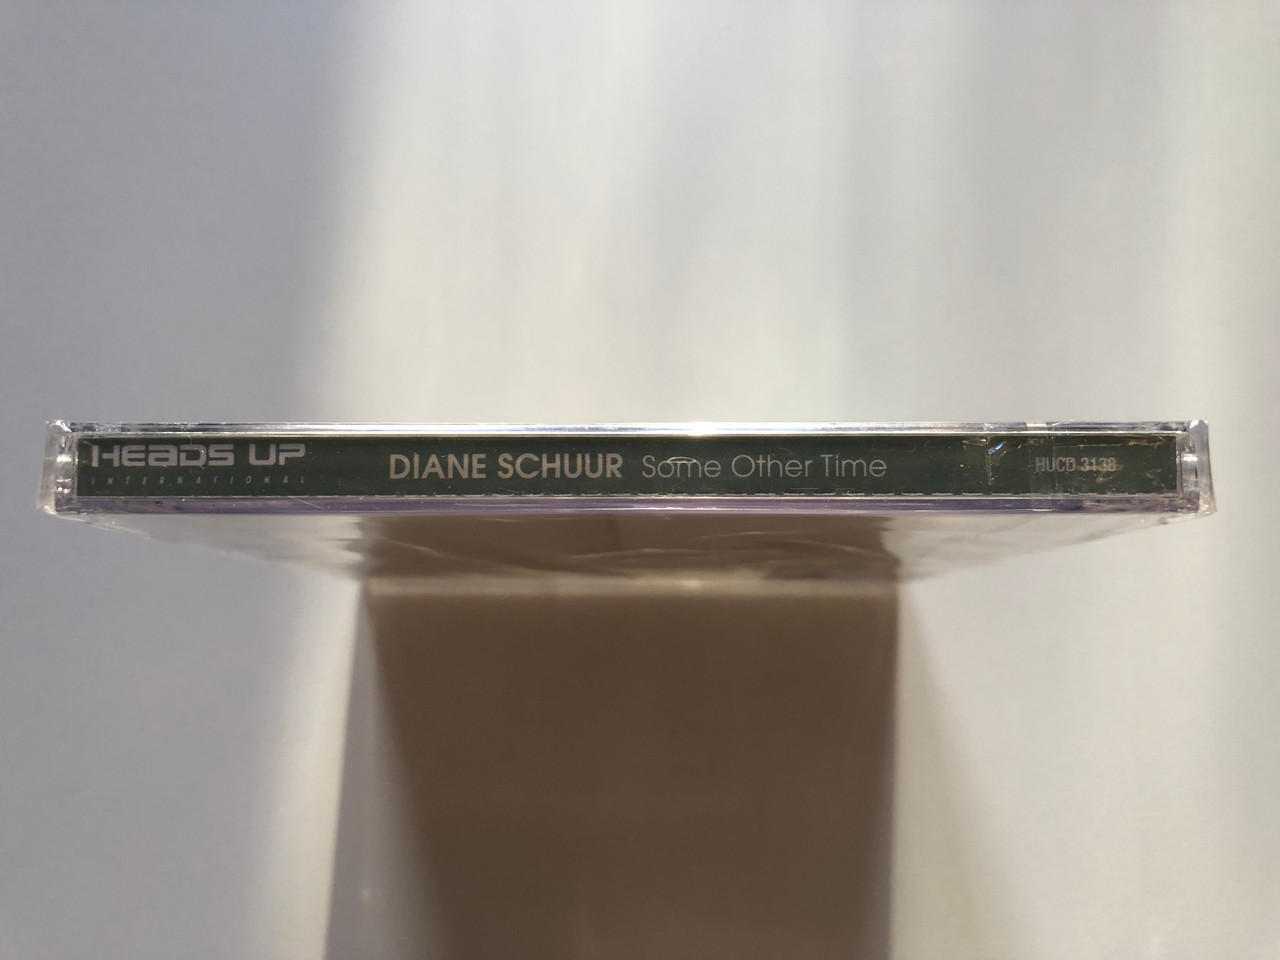 HEADS UP
INTERNATIONAL
DIANE SCHUUR Some Other Time
HUCD 3138